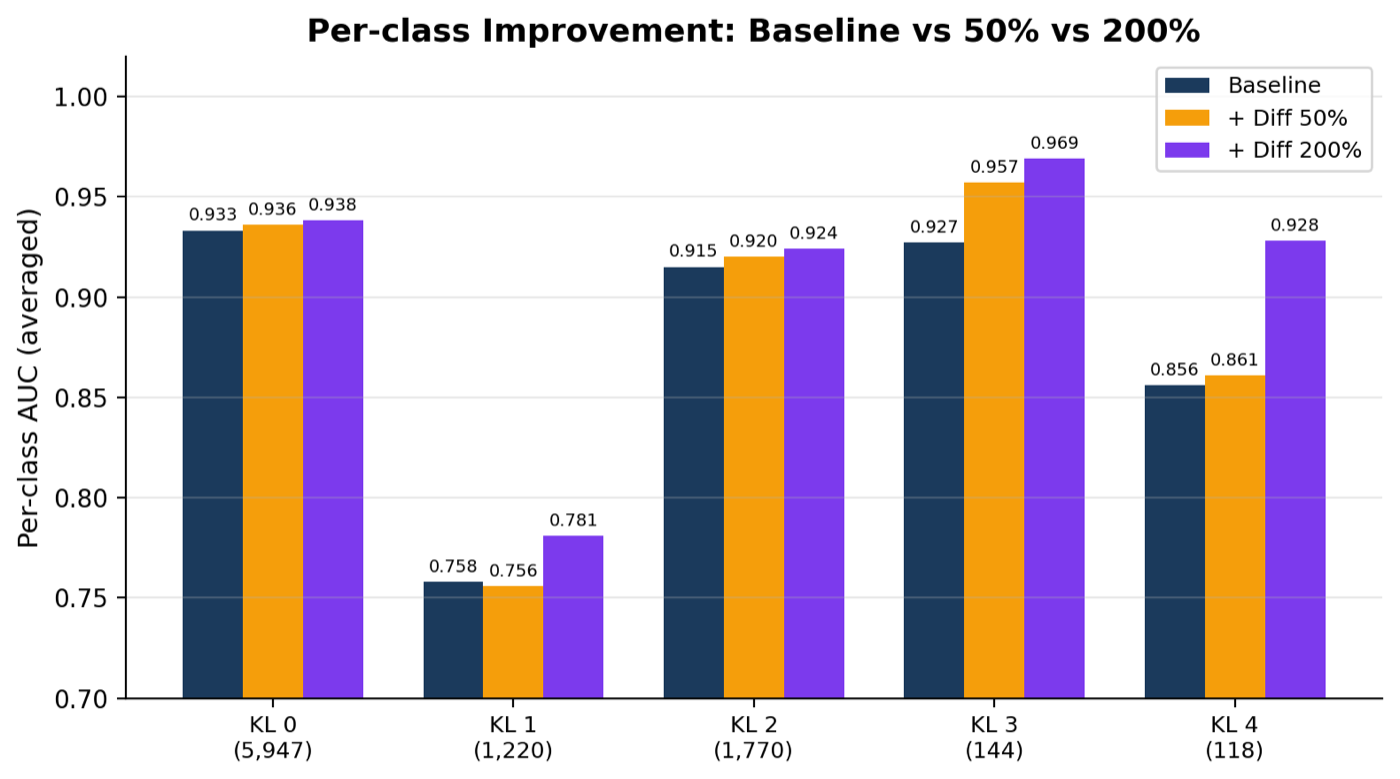 Per-class Improvement: Baseline vs 50% vs 200%
Baseline
+ Diff 50%
+ Diff 200%
Per-class AUC (averaged)
1.00
0.95
0.90
0.85
0.80
0.75
0.70
0.933 0.936 0.938
0.758 0.756 0.781
0.915 0.920 0.924
0.927 0.957 0.969
0.856 0.861 0.928
KL 0 KL 1 KL 2 KL 3 KL 4
(5,947) (1,220) (1,770) (144) (118)